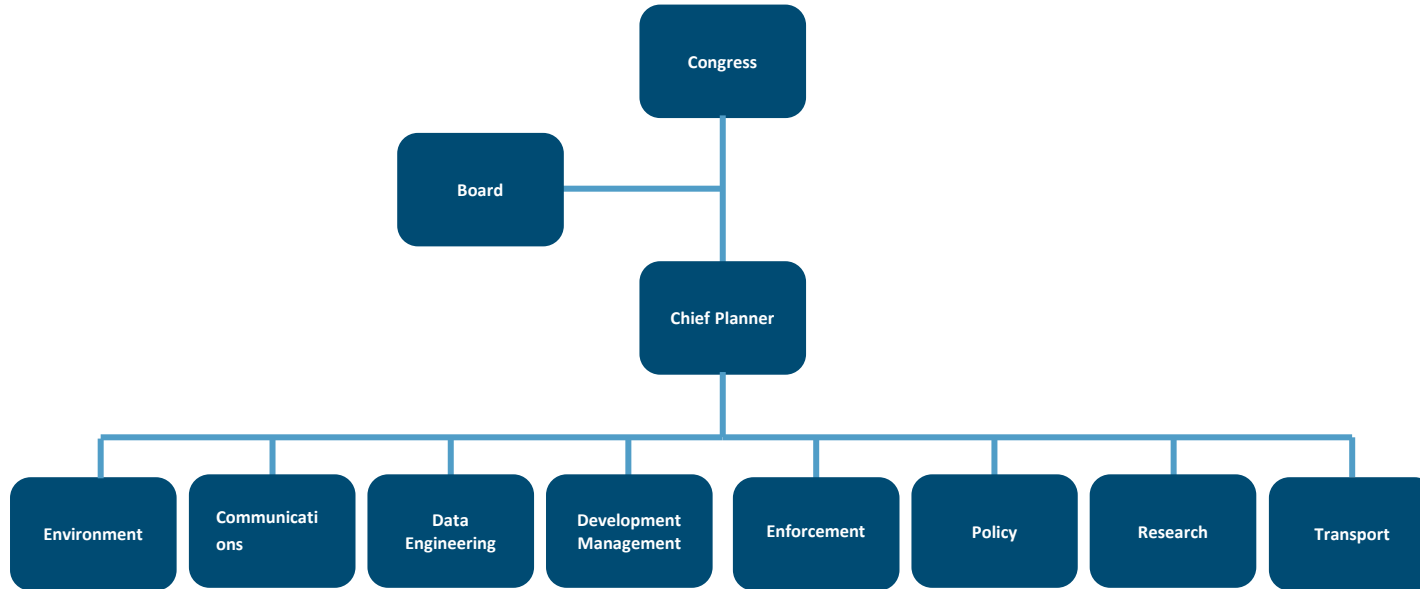 Congress
Board
Chief Planner
Environment
Communicati
ons
Data
Engineering
Development
Management
Enforcement
Policy
Research
Transport